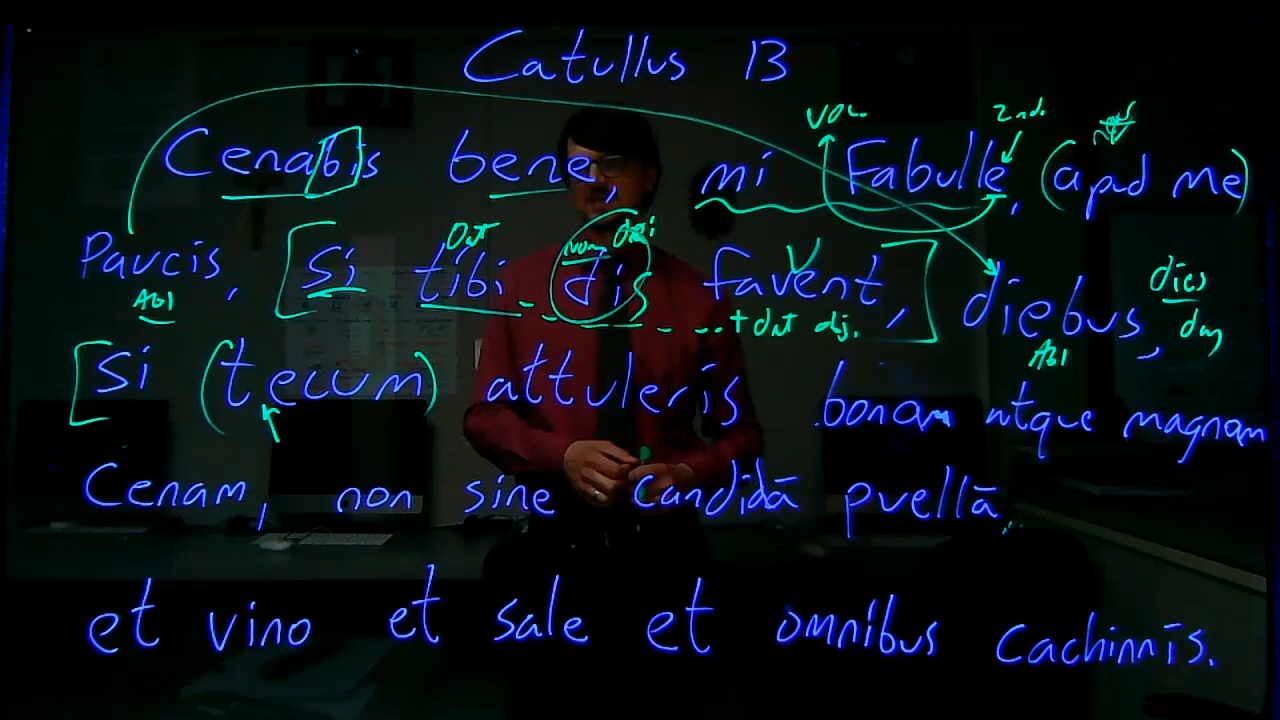 Catullus 13
voc. 2nd.
Cenabis bene, mi Fabulle, (apud me)
Dat Nom
Paucis, [si tibi dis favent, diebus, dies
Abl + dat obj. Abl day
[Si (tecum) attuleris bonam atque magnam
Cenam, non sine candidā puellā,
et vino et sale et omnibus cachinnis.